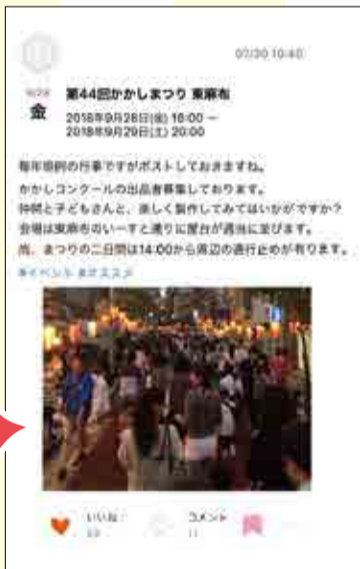 07/30 10:40
金
第44回かかしまつり 東麻布
2018年9月28日(金) 16:00 ー
2018年9月29日(土) 20:00
毎年恒例の行事ですがポストしておきますね。
かかしコンクールの出品者募集しております。
仲間と子どもさんと、楽しく製作してみてはいかがですか？
会場は東麻布のいーすと通りに屋台が適当に並びます。
尚、まつりの二日間は14:00から周辺の通行止めが有ります。
#イベント #オススメ
いいね！
コメント